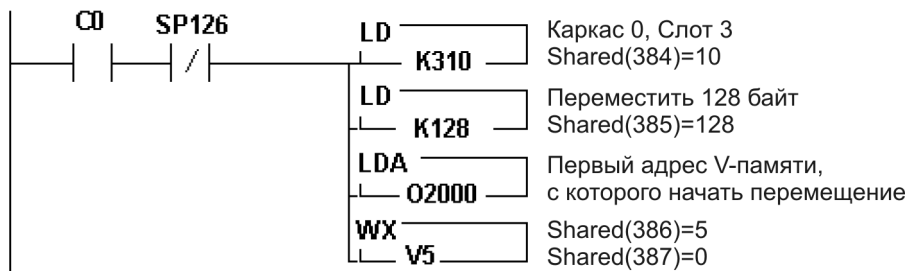 C0 SP126
LD
K310
Каркас 0, Слот 3
Shared(384)=10
LD
K128
Переместить 128 байт
Shared(385)=128
LDA
O2000
Первый адрес V-памяти,
с которого начать перемещение
WX
V5
Shared(386)=5
Shared(387)=0